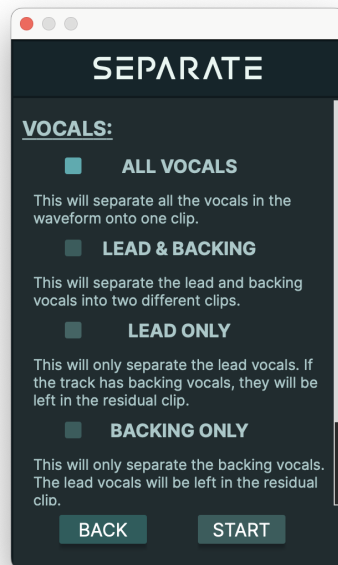 SEPARATE
VOCALS:
ALL VOCALS
This will separate all the vocals in the
waveform onto one clip.
LEAD & BACKING
This will separate the lead and backing
vocals into two different clips.
LEAD ONLY
This will only separate the lead vocals. If
the track has backing vocals, they will be
left in the residual clip.
BACKING ONLY
This will only separate the backing vocals.
The lead vocals will be left in the residual
clip.
BACK
START